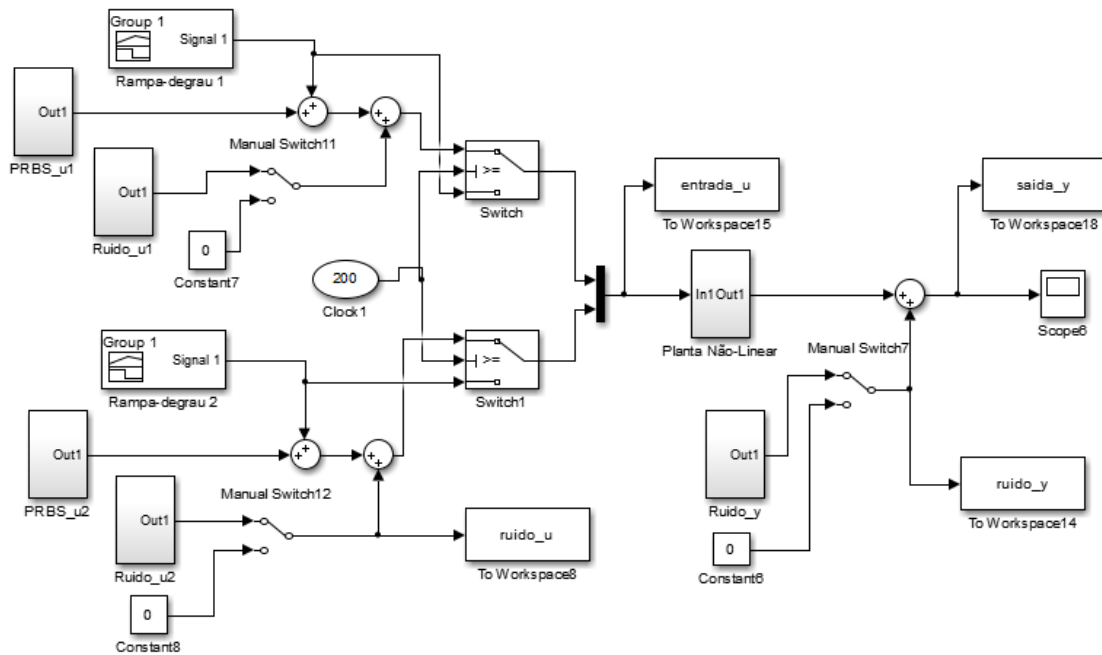 Group 1
Signal 1
Rampa-degrau 1
Out1
PRBS_u1
Manual Switch11
Out1
Ruido_u1
0
Constant7
>=
Switch
200
Clock1
entrada_u
To Workspace15
saida_y
To Workspace18
In1 Out1
Planta Não-Linear
Scope6
Group 1
Signal 1
Rampa-degrau 2
>=
Switch1
Manual Switch7
Out1
PRBS_u2
Manual Switch12
Out1
Ruido_u2
0
Constant8
ruido_u
To Workspace8
Out1
Ruido_y
0
Constant6
ruido_y
To Workspace14